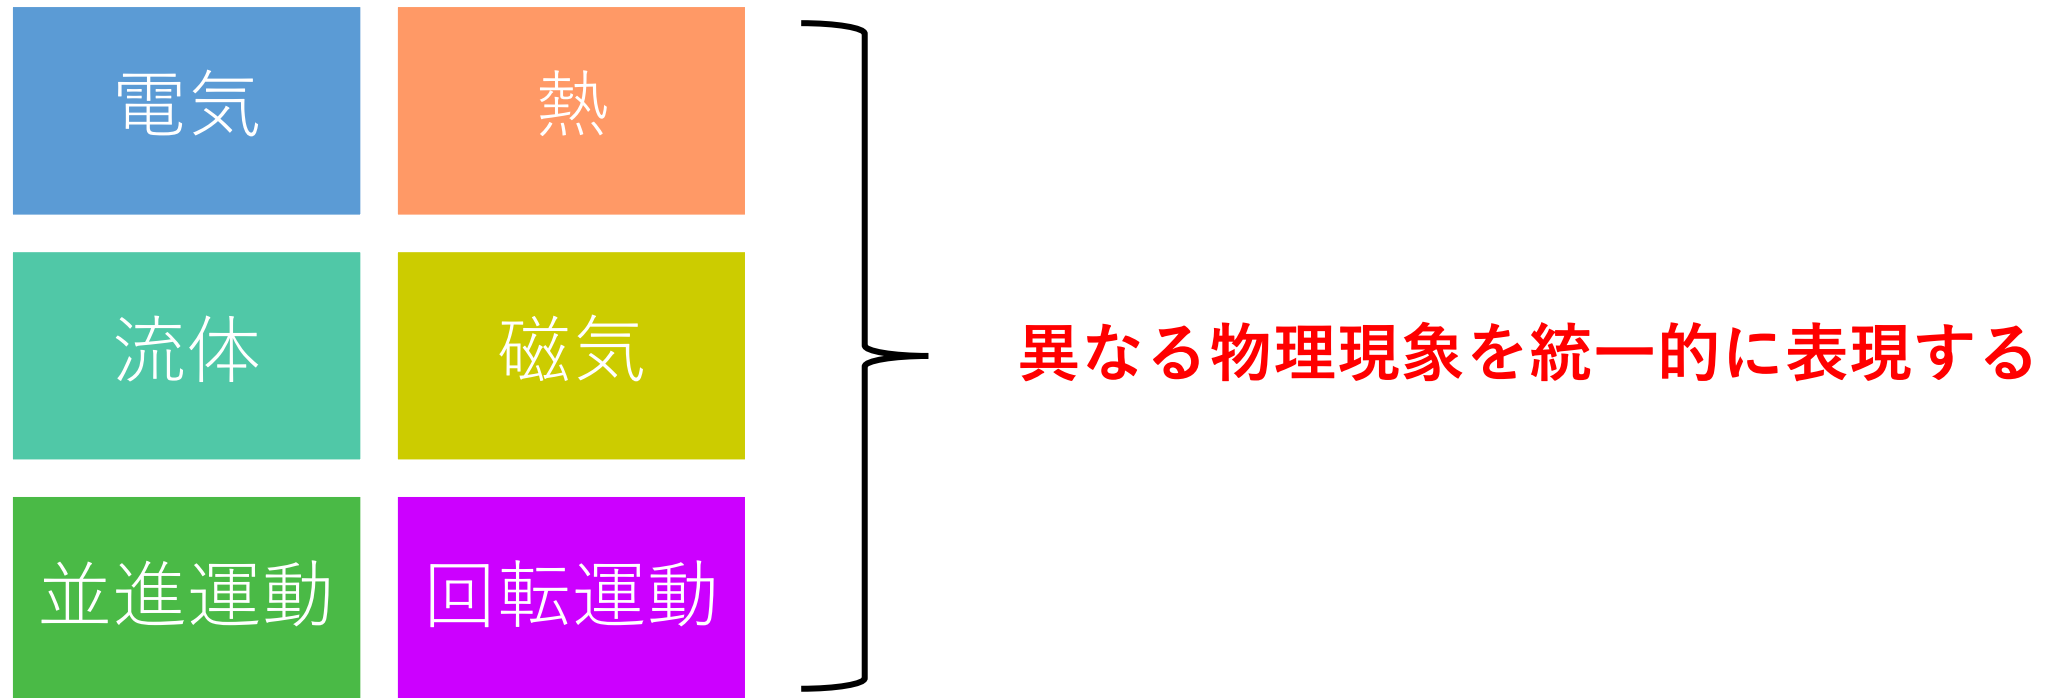 電気
熱
流体
磁気
並進運動
回転運動
異なる物理現象を統一的に表現する